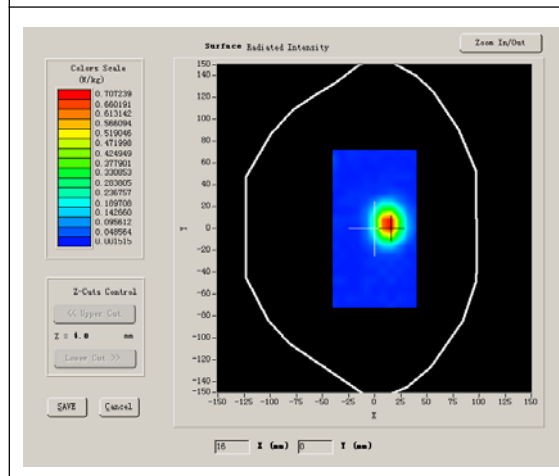 Surface Radiated Intensity
Zoom In/Out
Colors Scale
(W/kg)
0.707239
0.660191
0.613142
0.566094
0.519046
0.471998
0.424949
0.377901
0.330853
0.283805
0.236757
0.189708
0.142660
0.095612
0.048564
0.001515
Z-Cuts Control
<< Upper Cut
Z = 4.0 mm
Lower Cut >>
SAVE
Cancel
150
140
120
100
80
60
40
20
0
-20
-40
-60
-80
-100
-120
-140
-150
Y
-150 -125 -100 -75 -50 -25 0 25 50 75 100 125 150
X
16 X (mm) 0 Y (mm)